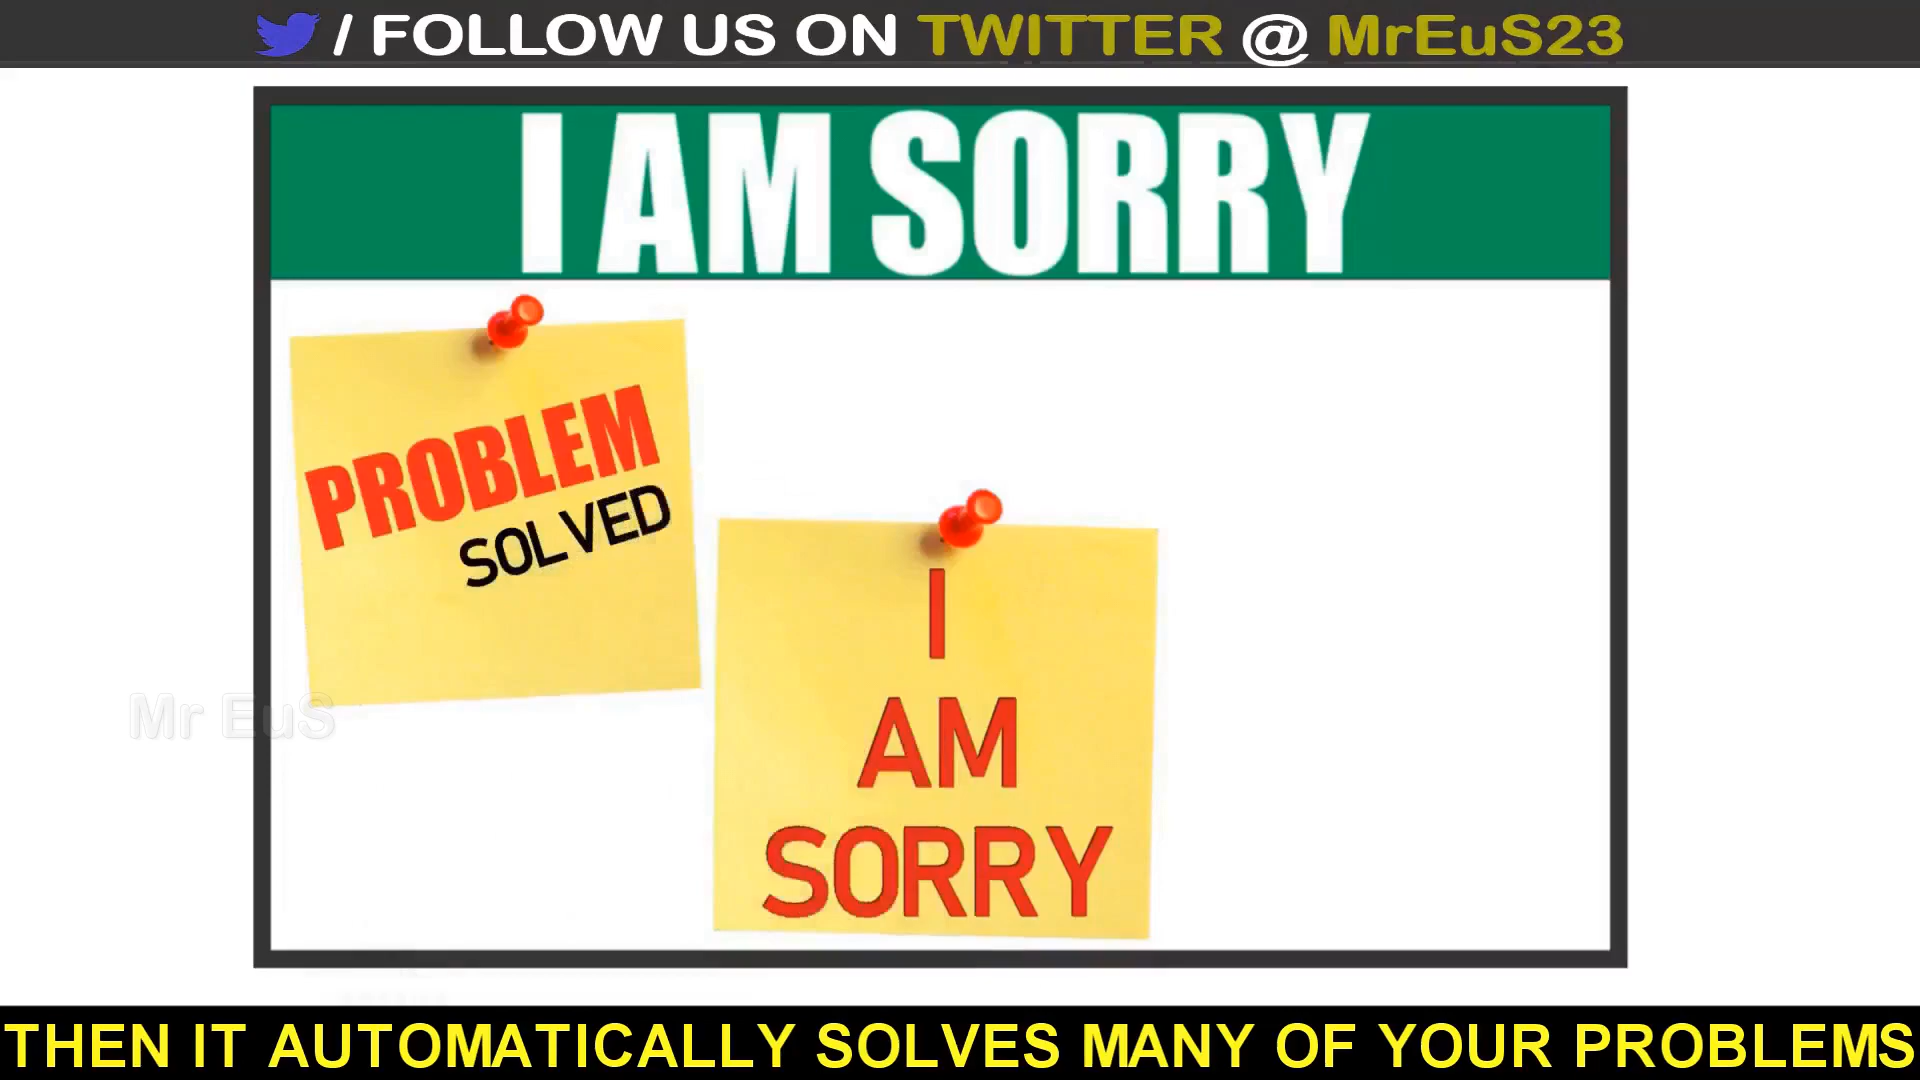 / FOLLOW US ON TWITTER @ MrEuS23
I AM SORRY
PROBLEM
SOLVED
I
AM
SORRY
Mr EuS
THEN IT AUTOMATICALLY SOLVES MANY OF YOUR PROBLEMS